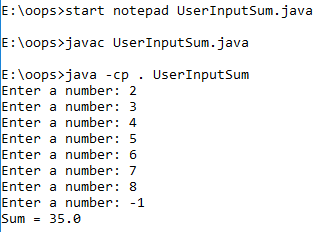 E:\oops>start notepad UserInputSum.java
E:\oops>javac UserInputSum.java
E:\oops>java -cp . UserInputSum
Enter a number: 2
Enter a number: 3
Enter a number: 4
Enter a number: 5
Enter a number: 6
Enter a number: 7
Enter a number: 8
Enter a number: -1
Sum = 35.0